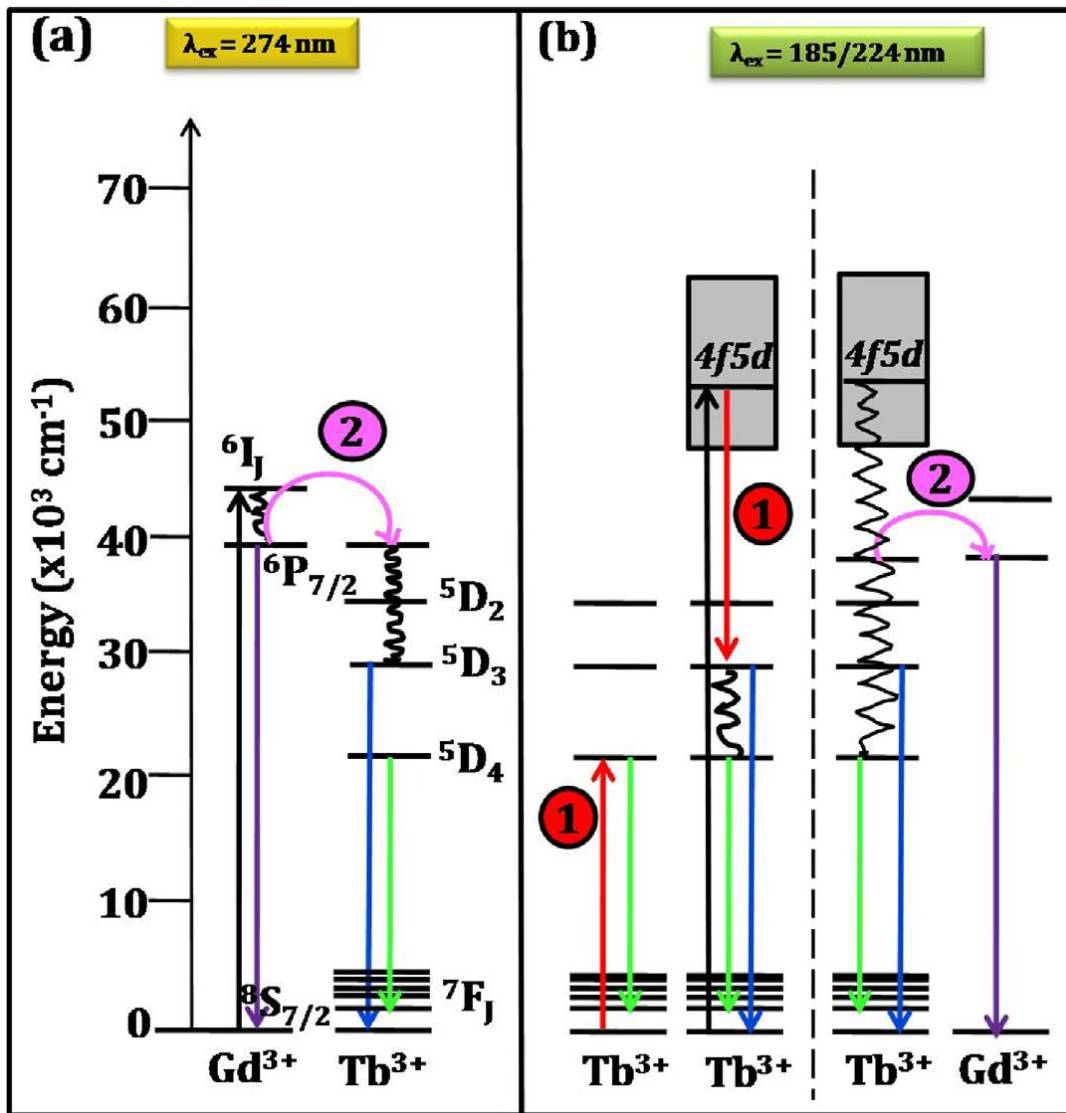 (a)
λex = 274 nm
(b)
λex = 185/224 nm
Energy (x10³ cm⁻¹)
70
60
50
40
30
20
10
0
⁶I_J
2
⁶P₇/₂
⁵D₂
⁵D₃
⁵D₄
⁸S₇/₂
⁷F_J
Gd³⁺
Tb³⁺
4f5d
4f5d
1
2
1
Tb³⁺
Tb³⁺
Tb³⁺
Gd³⁺